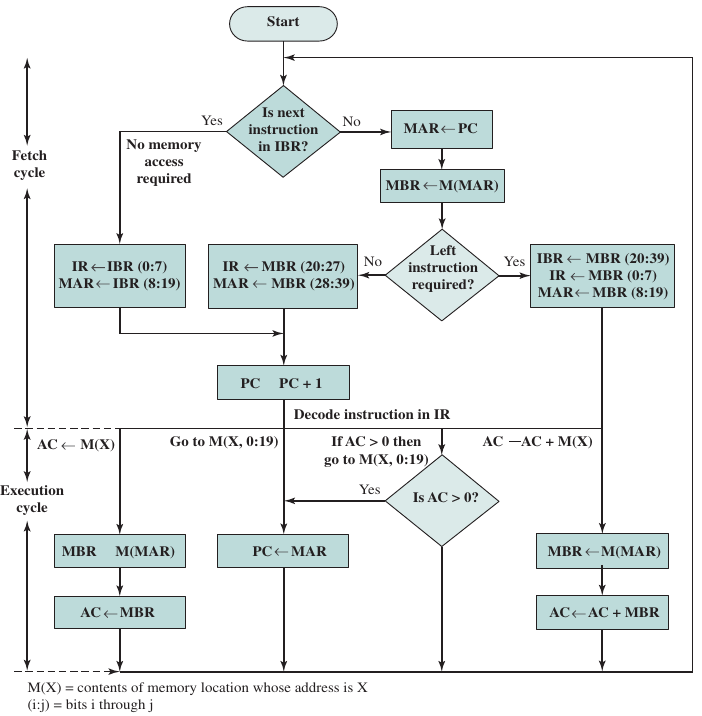 Start
Is next
instruction
in IBR?
Yes
No
No memory
access
required
MAR←PC
MBR←M(MAR)
Fetch
cycle
Left
instruction
required?
No
Yes
IR←IBR (0:7)
MAR←IBR (8:19)
IR←MBR (20:27)
MAR←MBR (28:39)
IBR←MBR (20:39)
IR←MBR (0:7)
MAR←MBR (8:19)
PC PC + 1
Decode instruction in IR
AC ← M(X)
Go to M(X, 0:19)
If AC > 0 then
go to M(X, 0:19)
AC —AC + M(X)
Execution
cycle
Yes
Is AC > 0?
MBR M(MAR)
PC←MAR
MBR←M(MAR)
AC←MBR
AC←AC + MBR
M(X) = contents of memory location whose address is X
(i:j) = bits i through j